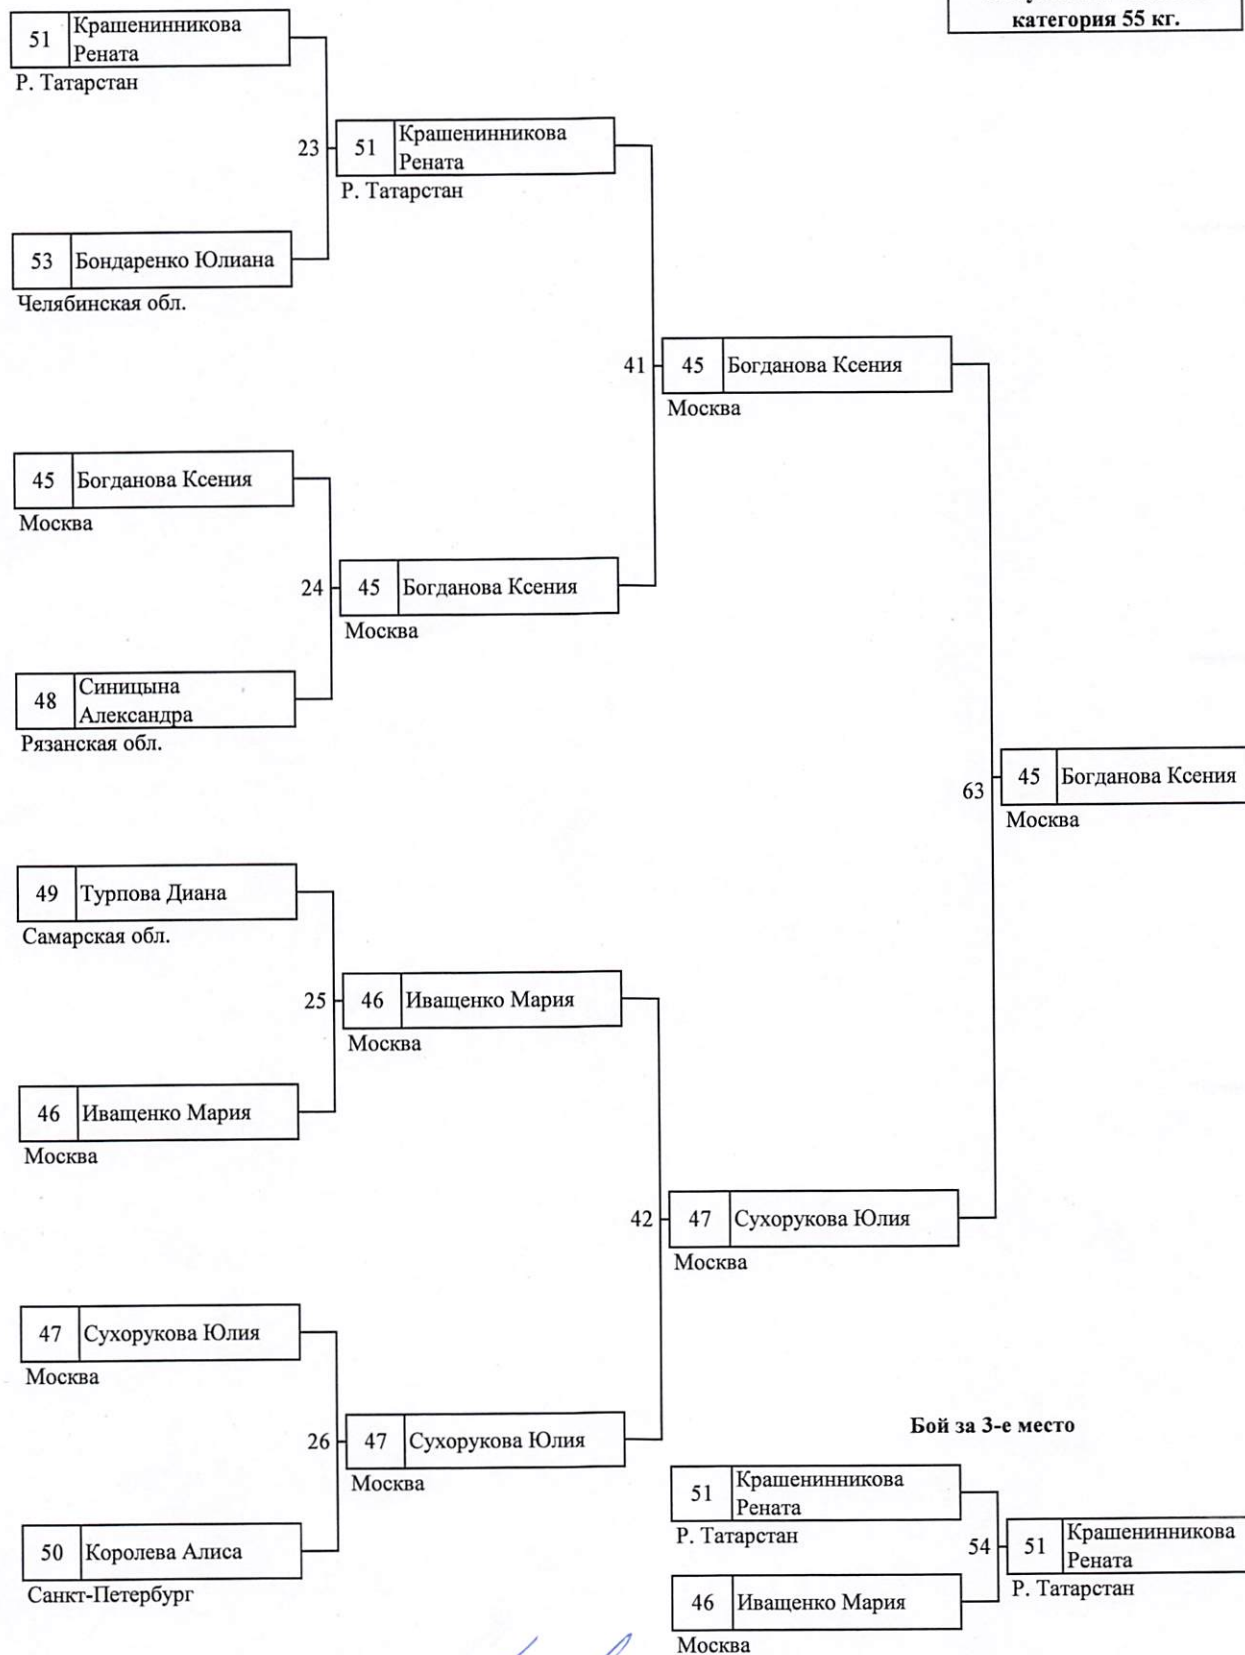 категория 55 кг.
51
Крашенинникова
Рената
Р. Татарстан
23
51
Крашенинникова
Рената
Р. Татарстан
53
Бондаренко Юлиана
Челябинская обл.
41
45
Богданова Ксения
Москва
45
Богданова Ксения
Москва
24
45
Богданова Ксения
Москва
48
Синицына
Александра
Рязанская обл.
63
45
Богданова Ксения
Москва
49
Турпова Диана
Самарская обл.
25
46
Иващенко Мария
Москва
46
Иващенко Мария
Москва
42
47
Сухорукова Юлия
Москва
47
Сухорукова Юлия
Москва
26
47
Сухорукова Юлия
Москва
50
Королева Алиса
Санкт-Петербург
Бой за 3-е место
51
Крашенинникова
Рената
Р. Татарстан
54
51
Крашенинникова
Рената
Р. Татарстан
46
Иващенко Мария
Москва